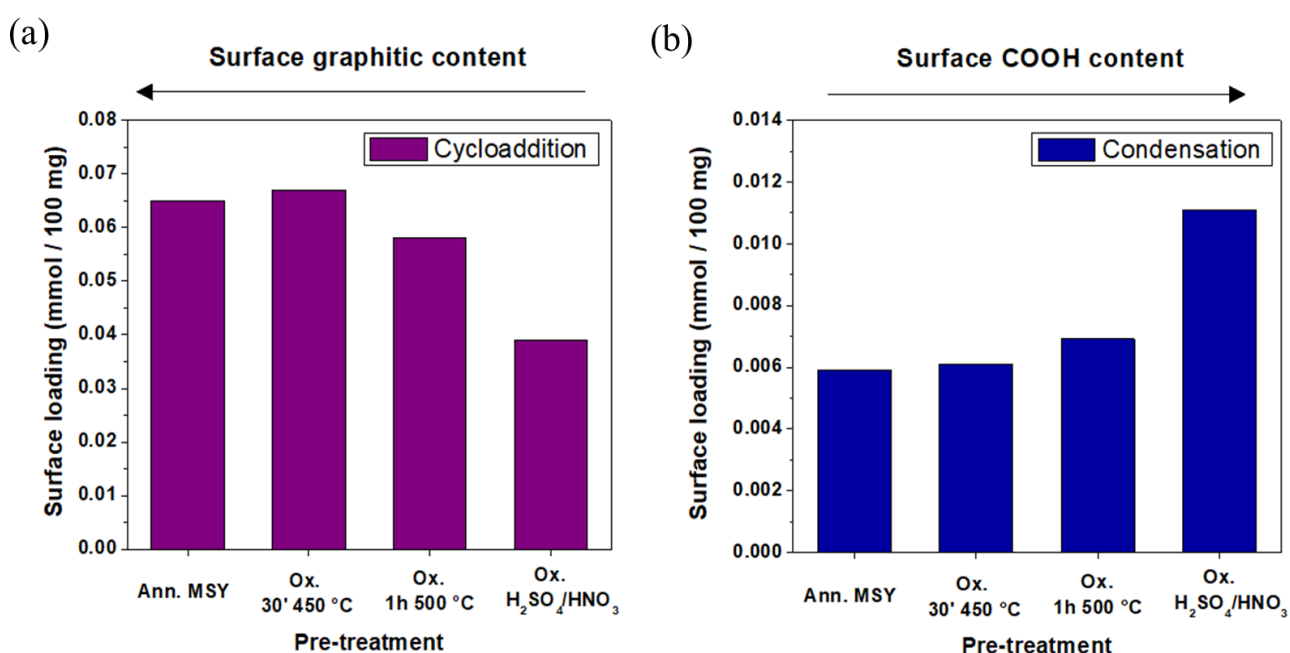 (a)
Surface graphitic content
Cycloaddition
Surface loading (mmol / 100 mg)
0.08
0.07
0.06
0.05
0.04
0.03
0.02
0.01
0.00
Ann. MSY
Ox.
30' 450 °C
Ox.
1h 500 °C
Ox.
H₂SO₄/HNO₃
Pre-treatment
(b)
Surface COOH content
Condensation
Surface loading (mmol / 100 mg)
0.014
0.012
0.010
0.008
0.006
0.004
0.002
0.000
Ann. MSY
Ox.
30' 450 °C
Ox.
1h 500 °C
Ox.
H₂SO₄/HNO₃
Pre-treatment